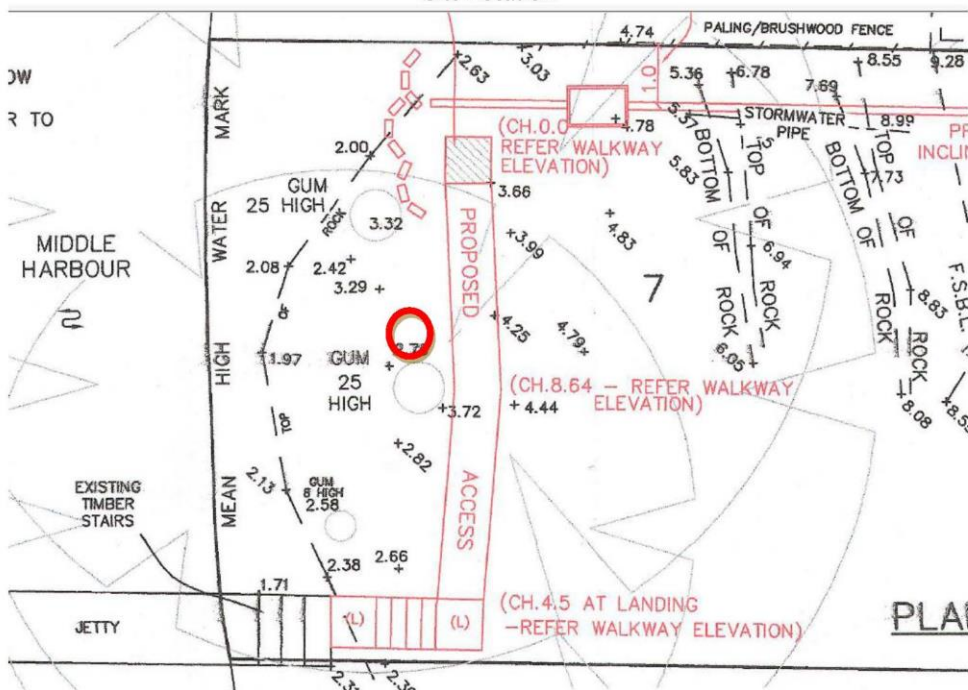 PALING/BRUSHWOOD FENCE
4.74
2.63
3.03
5.36
6.78
7.69
8.55
9.28
1.0
OW
R TO
MARK
STORMWATER
PIPE
8.99
4.78
5.37
(CH.0.0
REFER WALKWAY
ELEVATION)
INCLIN
2.00
5.83
BOTTOM OF ROCK
TOP OF ROCK
BOTTOM OF ROCK
TOP OF ROCK
7.73
GUM
25 HIGH
ROCK
3.32
3.66
PROPOSED
WATER
MIDDLE
HARBOUR
2.08
2.42
3.29
3.99
4.83
7
6.94
8.83
F.S.B.L.
OF
4.25
4.79
6.05
HIGH
1.97
GUM
25
HIGH
(CH.8.64 – REFER WALKWAY
ELEVATION)
3.72
4.44
8.08
TOP
2.82
ACCESS
MEAN
2.13
GUM
8 HIGH
2.58
EXISTING
TIMBER
STAIRS
2.38
2.66
1.71
JETTY
(L)
(L)
(CH.4.5 AT LANDING
–REFER WALKWAY ELEVATION)